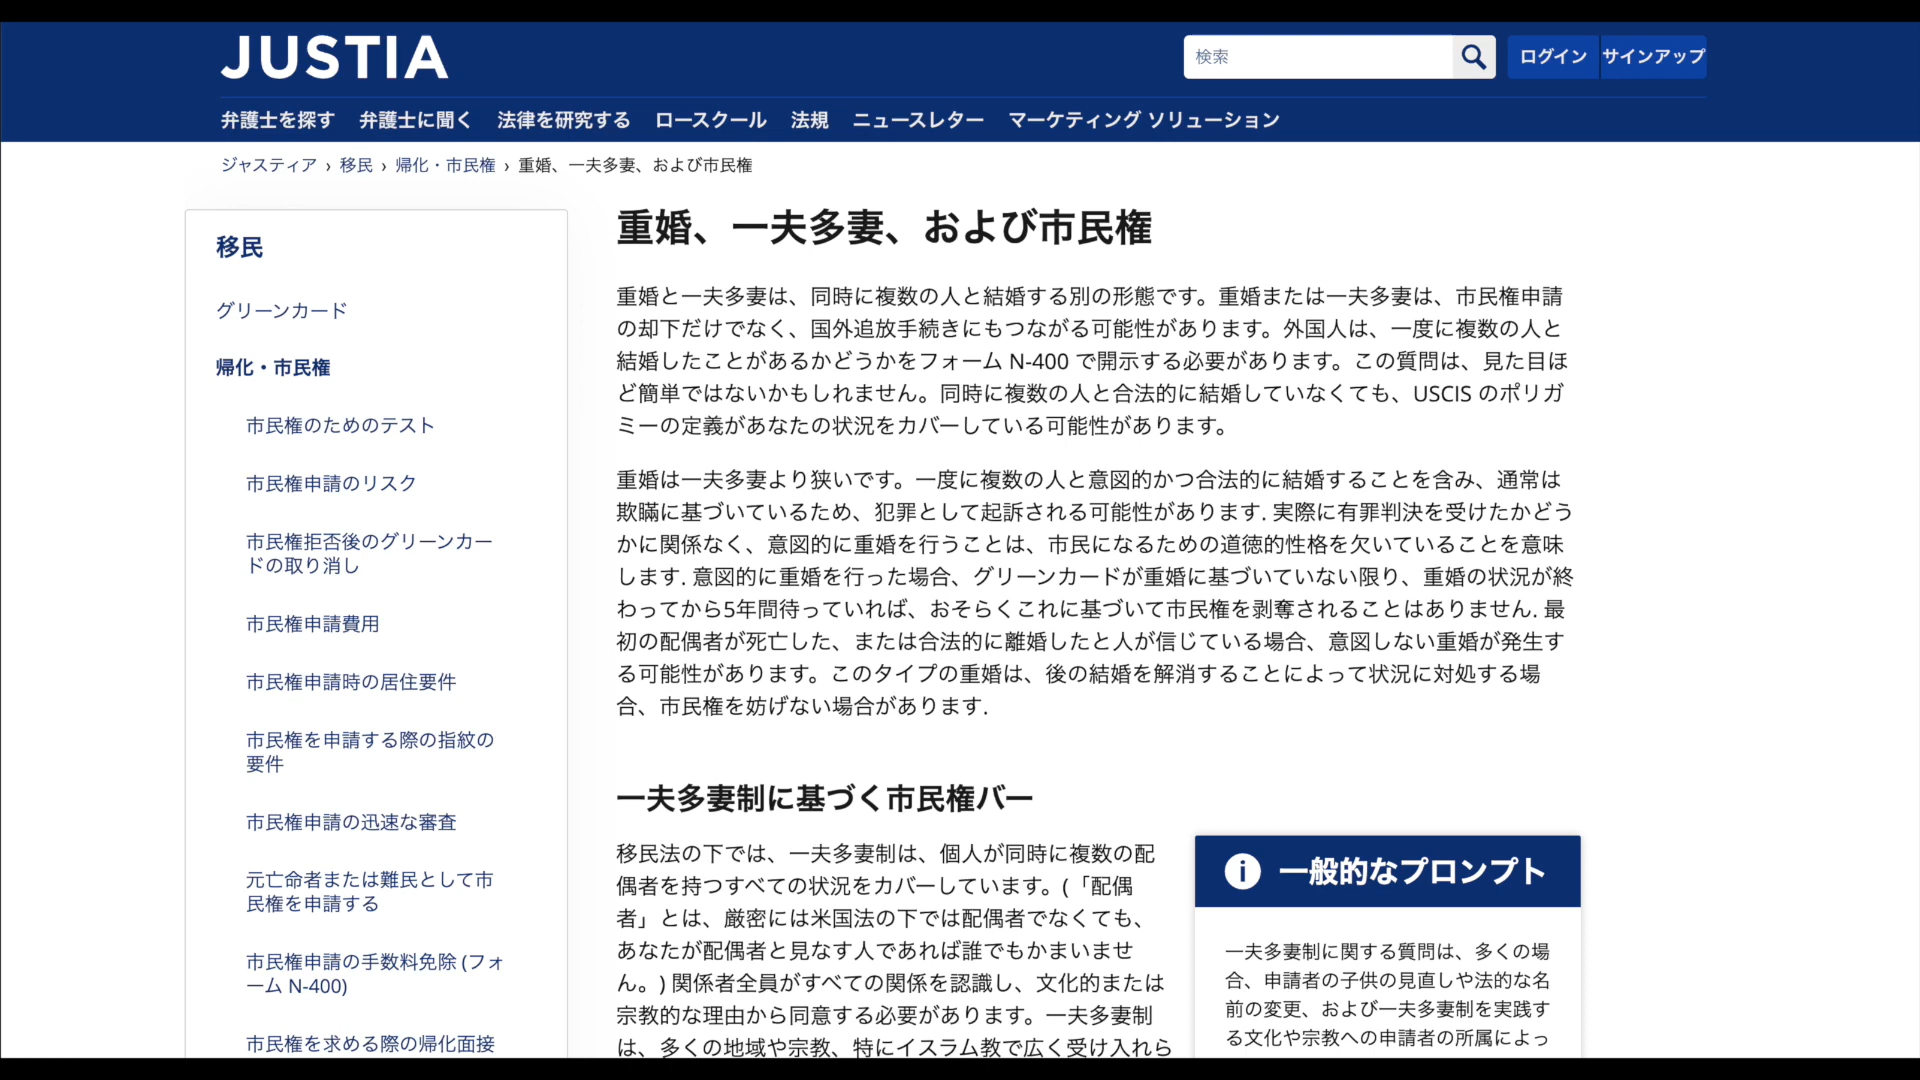 JUSTIA
検索
ログイン
サインアップ
弁護士を探す 弁護士に聞く 法律を研究する ロースクール 法規 ニュースレター マーケティング ソリューション
ジャスティア › 移民 › 帰化・市民権 › 重婚、一夫多妻、および市民権
移民
グリーンカード
帰化・市民権
市民権のためのテスト
市民権申請のリスク
市民権拒否後のグリーンカー
ドの取り消し
市民権申請費用
市民権申請時の居住要件
市民権を申請する際の指紋の
要件
市民権申請の迅速な審査
元亡命者または難民として市
民権を申請する
市民権申請の手数料免除 (フォ
ーム N-400)
市民権を求める際の帰化面接
重婚、一夫多妻、および市民権
重婚と一夫多妻は、同時に複数の人と結婚する別の形態です。重婚または一夫多妻は、市民権申請
の却下だけでなく、国外追放手続きにもつながる可能性があります。外国人は、一度に複数の人と
結婚したことがあるかどうかをフォーム N-400 で開示する必要があります。この質問は、見た目ほ
ど簡単ではないかもしれません。同時に複数の人と合法的に結婚していなくても、USCIS のポリガ
ミーの定義があなたの状況をカバーしている可能性があります。
重婚は一夫多妻より狭いです。一度に複数の人と意図的かつ合法的に結婚することを含み、通常は
欺瞞に基づいているため、犯罪として起訴される可能性があります. 実際に有罪判決を受けたかどう
かに関係なく、意図的に重婚を行うことは、市民になるための道徳的性格を欠いていることを意味
します. 意図的に重婚を行った場合、グリーンカードが重婚に基づいていない限り、重婚の状況が終
わってから5年間待っていれば、おそらくこれに基づいて市民権を剥奪されることはありません. 最
初の配偶者が死亡した、または合法的に離婚したと人が信じている場合、意図しない重婚が発生す
る可能性があります。このタイプの重婚は、後の結婚を解消することによって状況に対処する場
合、市民権を妨げない場合があります.
一夫多妻制に基づく市民権バー
移民法の下では、一夫多妻制は、個人が同時に複数の配
偶者を持つすべての状況をカバーしています。(「配偶
者」とは、厳密には米国法の下では配偶者でなくても、
あなたが配偶者と見なす人であれば誰でもかまいませ
ん。) 関係者全員がすべての関係を認識し、文化的または
宗教的な理由から同意する必要があります。一夫多妻制
は、多くの地域や宗教、特にイスラム教で広く受け入れら
一般的なプロンプト
一夫多妻制に関する質問は、多くの場
合、申請者の子供の見直しや法的な名
前の変更、および一夫多妻制を実践す
る文化や宗教への申請者の所属によっ